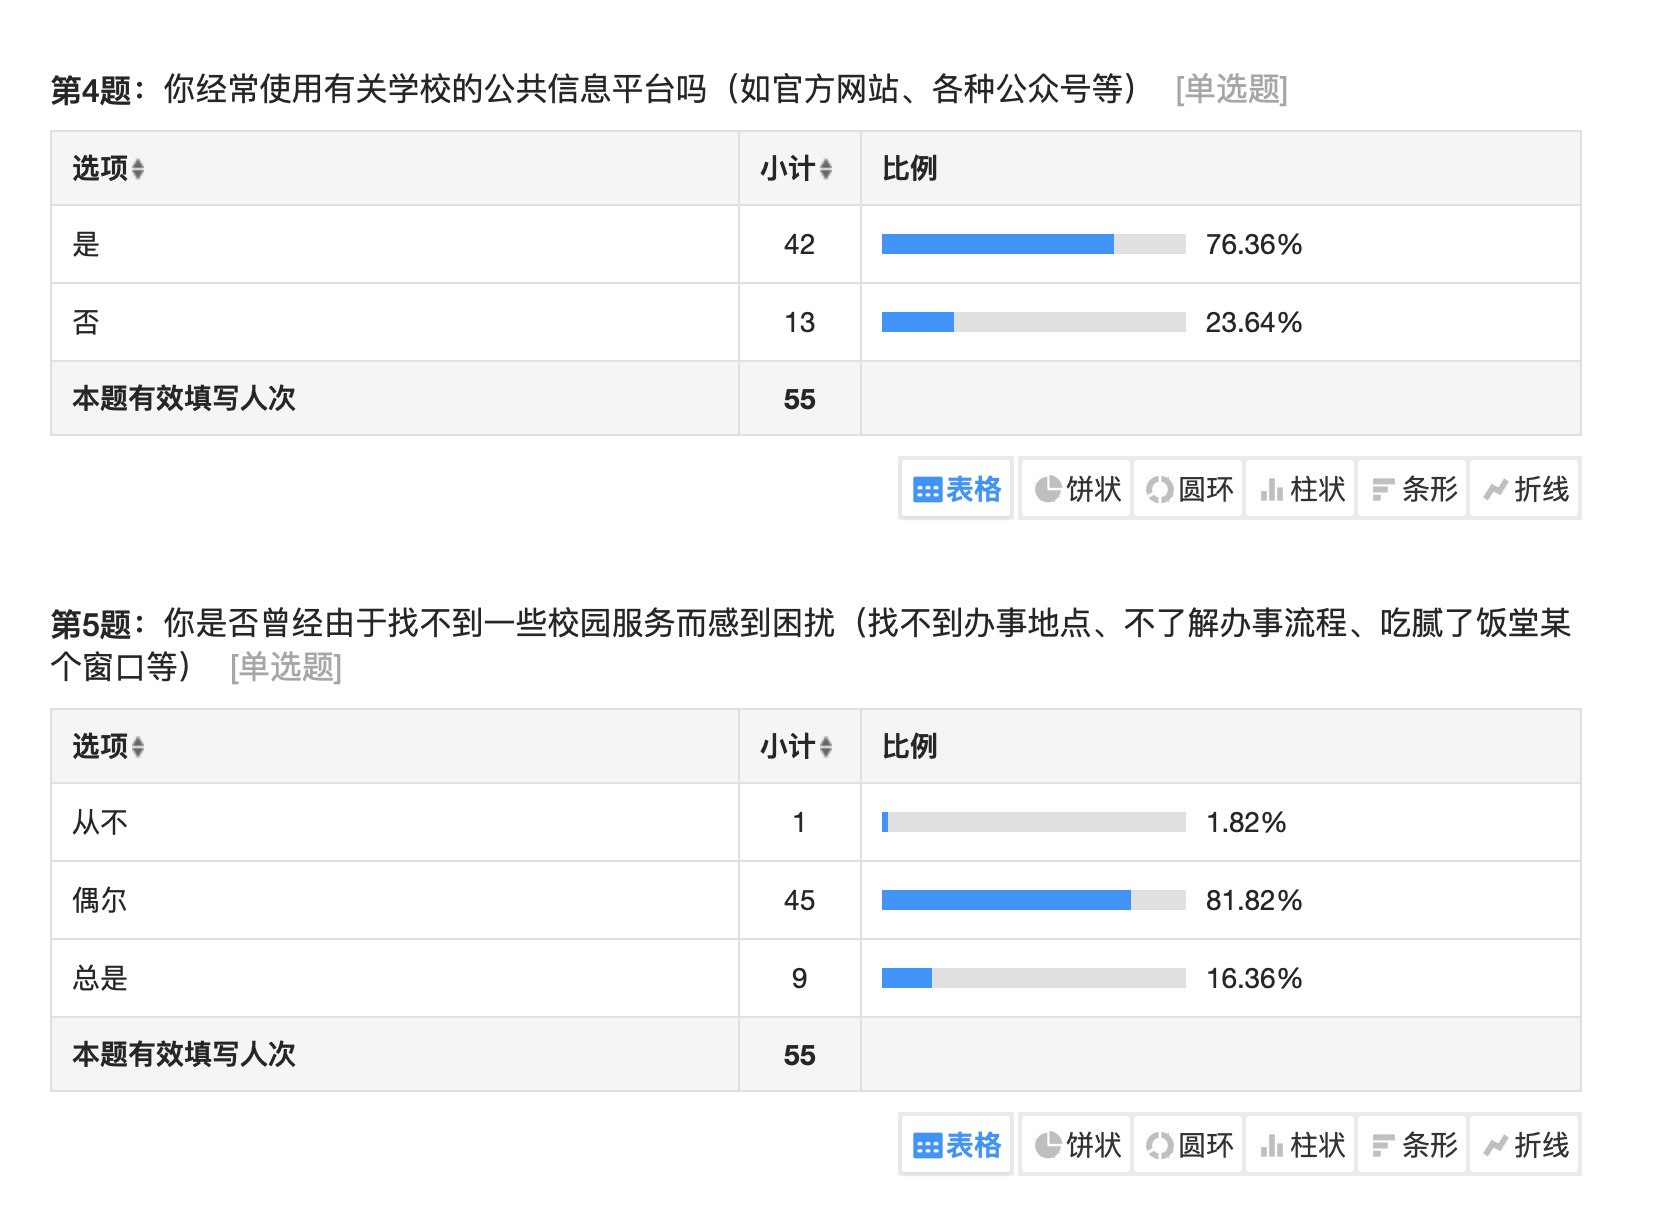 第4题：你经常使用有关学校的公共信息平台吗（如官方网站、各种公众号等） [单选题]
选项 小计 比例
是 42 76.36%
否 13 23.64%
本题有效填写人次 55
表格 饼状 圆环 柱状 条形 折线
第5题：你是否曾经由于找不到一些校园服务而感到困扰（找不到办事地点、不了解办事流程、吃腻了饭堂某
个窗口等） [单选题]
选项 小计 比例
从不 1 1.82%
偶尔 45 81.82%
总是 9 16.36%
本题有效填写人次 55
表格 饼状 圆环 柱状 条形 折线